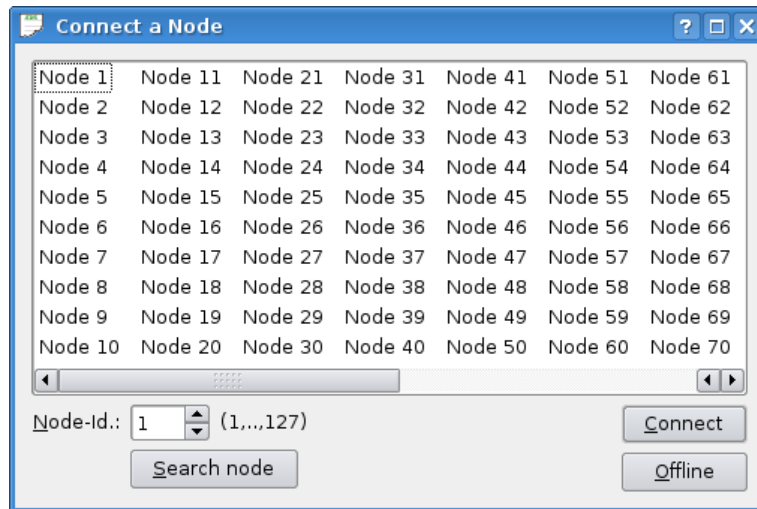 Connect a Node
Node 1 Node 11 Node 21 Node 31 Node 41 Node 51 Node 61
Node 2 Node 12 Node 22 Node 32 Node 42 Node 52 Node 62
Node 3 Node 13 Node 23 Node 33 Node 43 Node 53 Node 63
Node 4 Node 14 Node 24 Node 34 Node 44 Node 54 Node 64
Node 5 Node 15 Node 25 Node 35 Node 45 Node 55 Node 65
Node 6 Node 16 Node 26 Node 36 Node 46 Node 56 Node 66
Node 7 Node 17 Node 27 Node 37 Node 47 Node 57 Node 67
Node 8 Node 18 Node 28 Node 38 Node 48 Node 58 Node 68
Node 9 Node 19 Node 29 Node 39 Node 49 Node 59 Node 69
Node 10 Node 20 Node 30 Node 40 Node 50 Node 60 Node 70
Node-Id.: 1 (1,..,127) Connect
Search node Offline